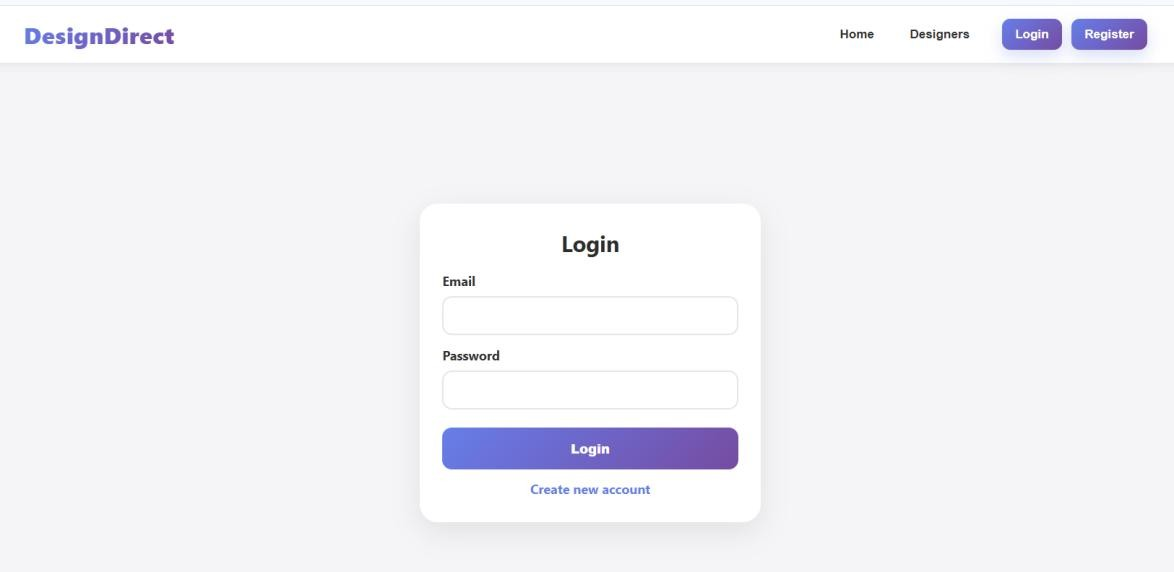 DesignDirect
Home Designers Login Register
Login
Email
Password
Login
Create new account